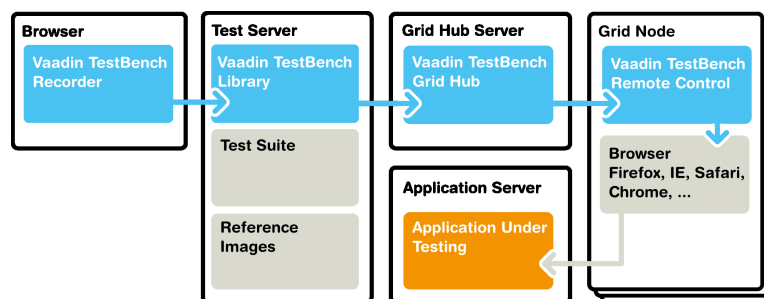 Browser
Vaadin TestBench
Recorder
Test Server
Vaadin TestBench
Library
Test Suite
Reference
Images
Grid Hub Server
Vaadin TestBench
Grid Hub
Application Server
Application Under
Testing
Grid Node
Vaadin TestBench
Remote Control
Browser
Firefox, IE, Safari,
Chrome, ...